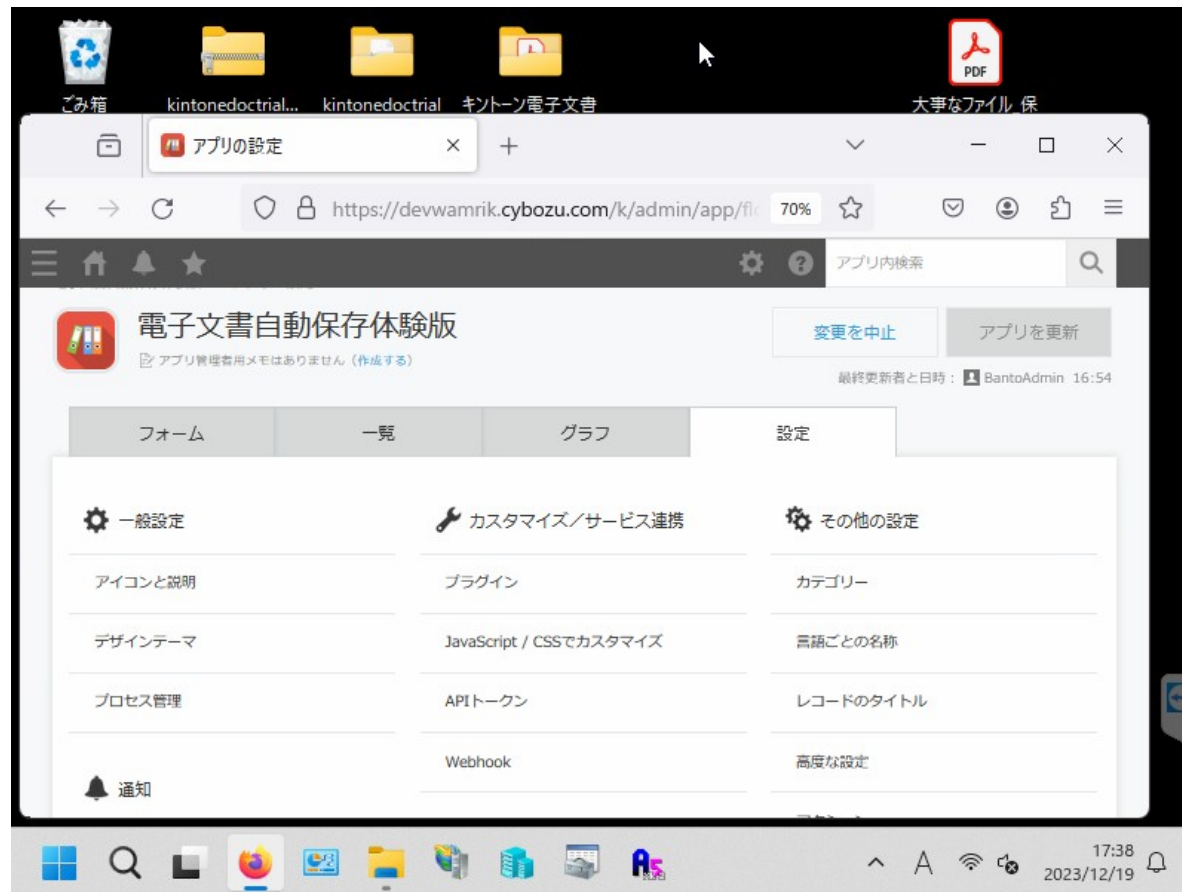 PDF
ごみ箱
kintonedoctrial...
kintonedoctrial
キントーン電子文書
大事なファイル_保
アプリの設定
https://devwamrik.cybozu.com/k/admin/app/flo
70%
アプリ内検索
電子文書自動保存体験版
アプリ管理者用メモはありません（作成する）
変更を中止
アプリを更新
最終更新者と日時： BantoAdmin 16:54
フォーム
一覧
グラフ
設定
一般設定
カスタマイズ／サービス連携
その他の設定
アイコンと説明
プラグイン
カテゴリー
デザインテーマ
JavaScript / CSSでカスタマイズ
言語ごとの名称
プロセス管理
APIトークン
レコードのタイトル
Webhook
高度な設定
通知
A
17:38
2023/12/19